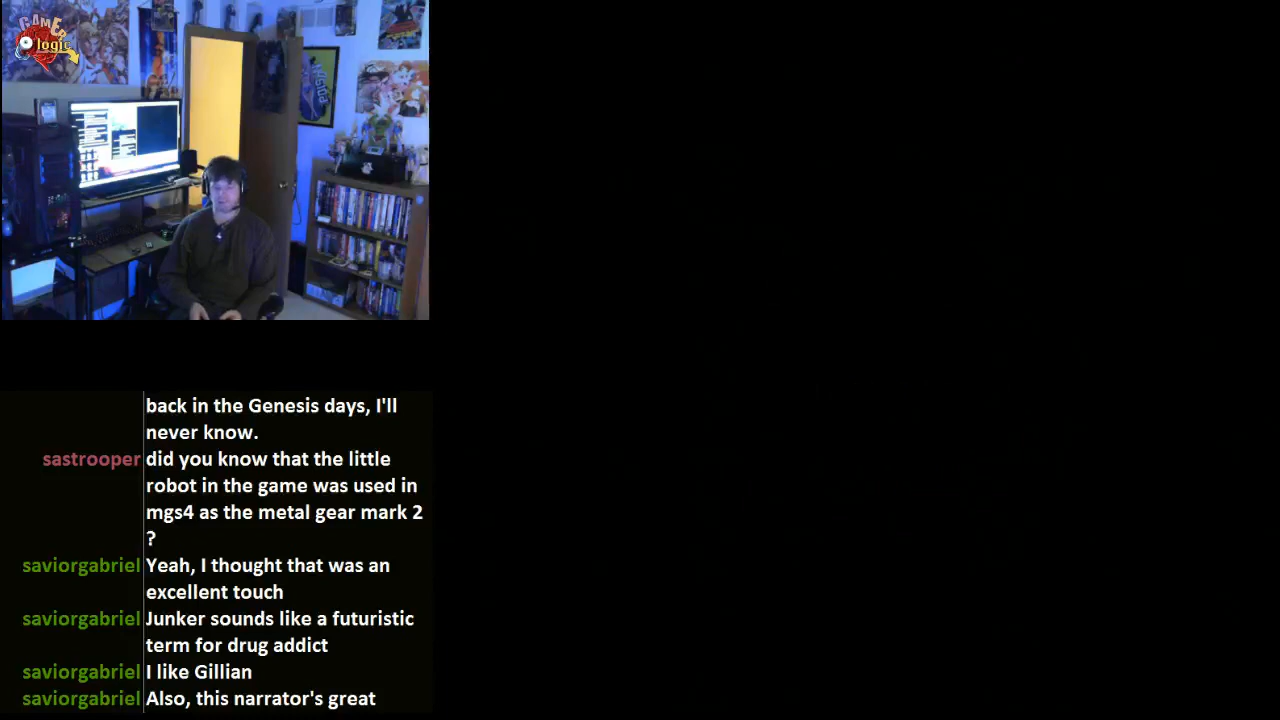 GAMER
logic
back in the Genesis days, I'll
never know.
sastrooper did you know that the little
robot in the game was used in
mgs4 as the metal gear mark 2
?
saviorgabriel Yeah, I thought that was an
excellent touch
saviorgabriel Junker sounds like a futuristic
term for drug addict
saviorgabriel I like Gillian
saviorgabriel Also, this narrator's great